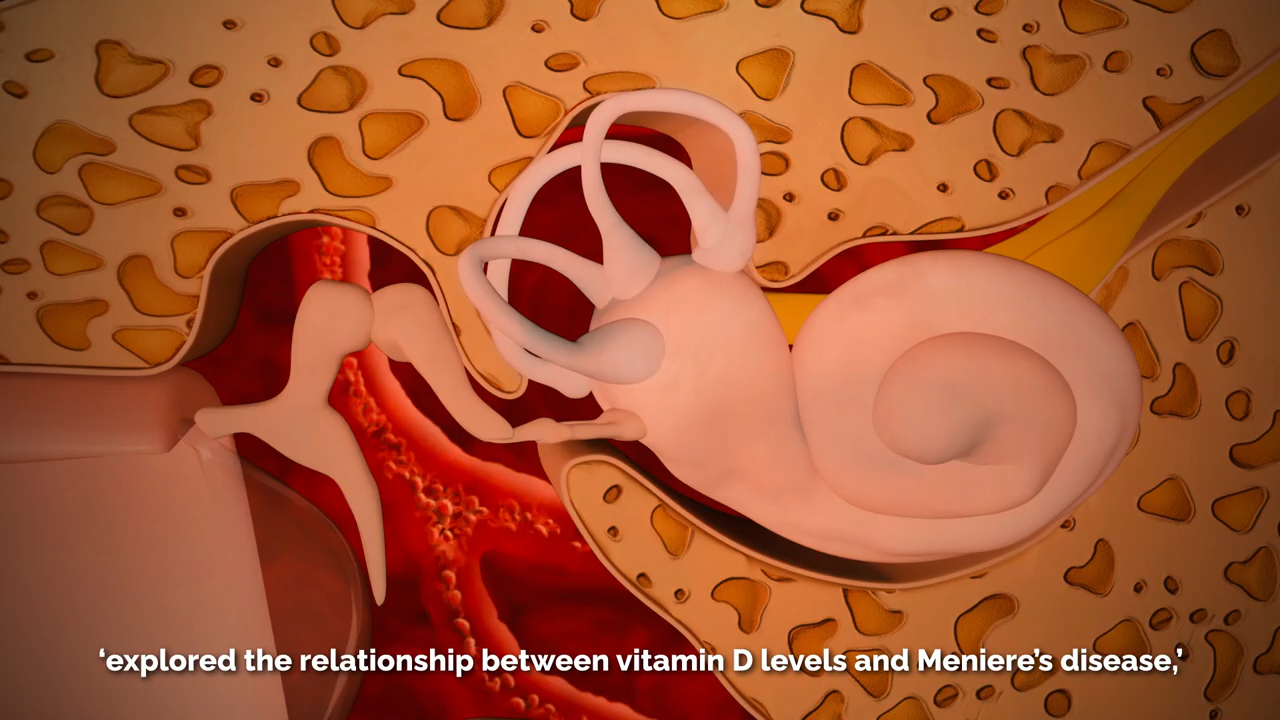 ‘explored the relationship between vitamin D levels and Meniere’s disease,’